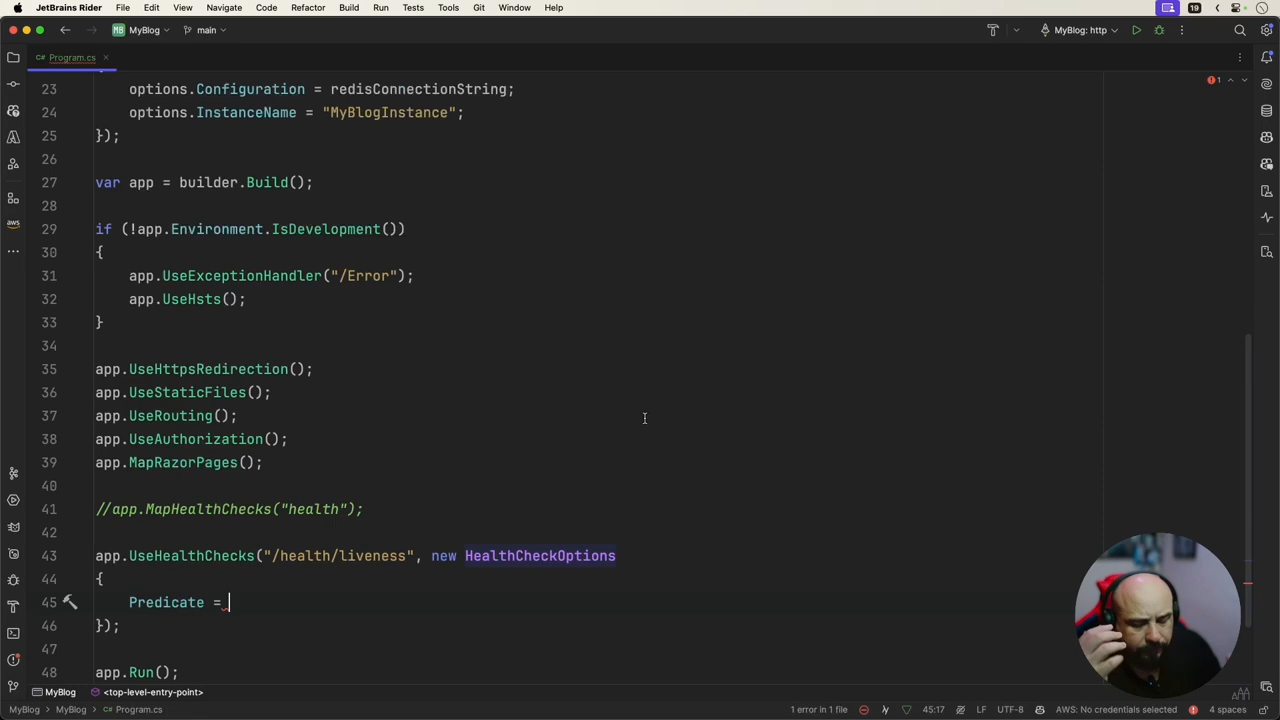 JetBrains Rider File Edit View Navigate Code Refactor Build Run Tests Tools Git Window Help 19
MB MyBlog main MyBlog: http
C# Program.cs ×
1
23 options.Configuration = redisConnectionString;
24 options.InstanceName = "MyBlogInstance";
25 });
26
27 var app = builder.Build();
28
29 if (!app.Environment.IsDevelopment())
30 {
31 app.UseExceptionHandler("/Error");
32 app.UseHsts();
33 }
34
35 app.UseHttpsRedirection();
36 app.UseStaticFiles();
37 app.UseRouting();
38 app.UseAuthorization();
39 app.MapRazorPages();
40
41 //app.MapHealthChecks("health");
42
43 app.UseHealthChecks("/health/liveness", new HealthCheckOptions
44 {
45 Predicate =
46 });
47
48 app.Run();
aws
MyBlog <top-level-entry-point>
MyBlog > MyBlog > Program.cs 1 error in 1 file 45:17 LF UTF-8 AWS: No credentials selected 4 spaces